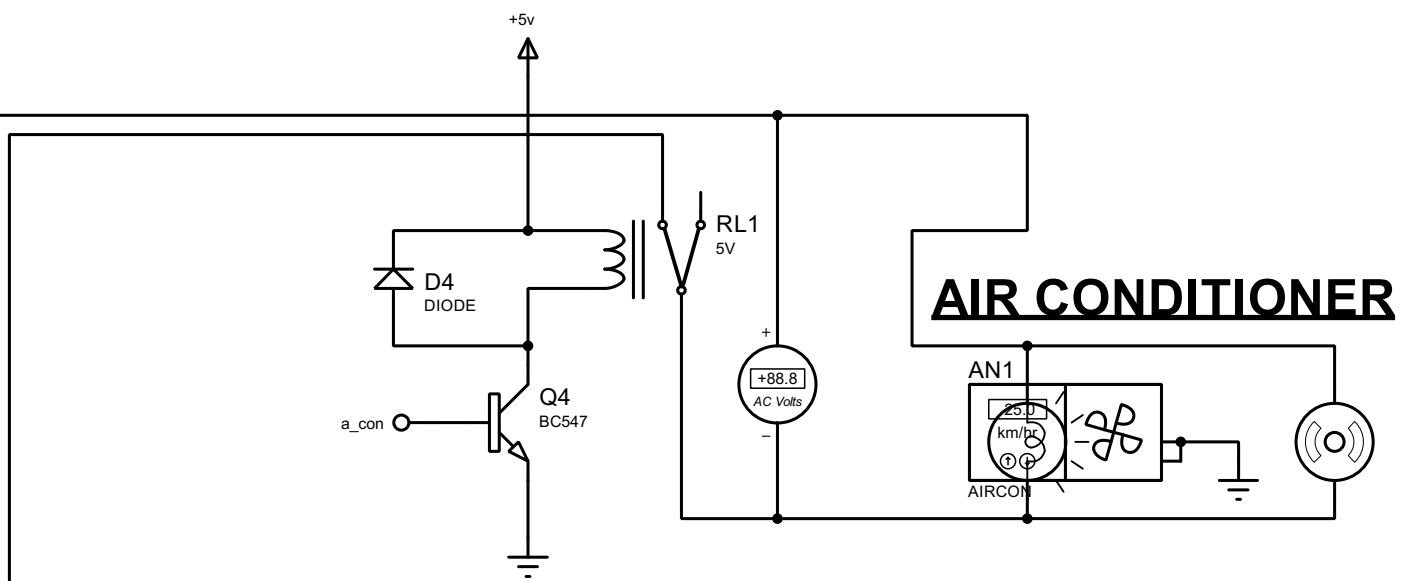 +5v
RL1
5V
D4
DIODE
AIR CONDITIONER
+
+88.8
AC Volts
−
AN1
25.0
km/hr
AIRCON
Q4
BC547
a_con